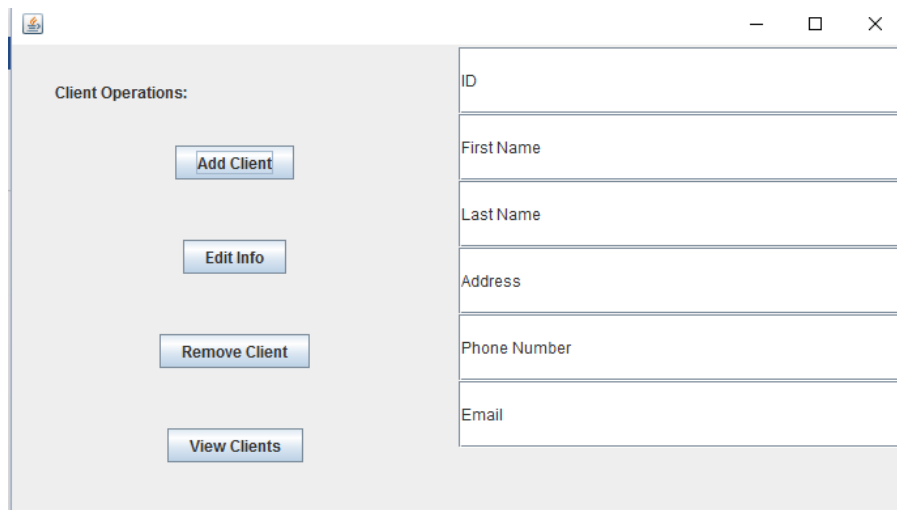 Client Operations:
Add Client
Edit Info
Remove Client
View Clients
ID
First Name
Last Name
Address
Phone Number
Email